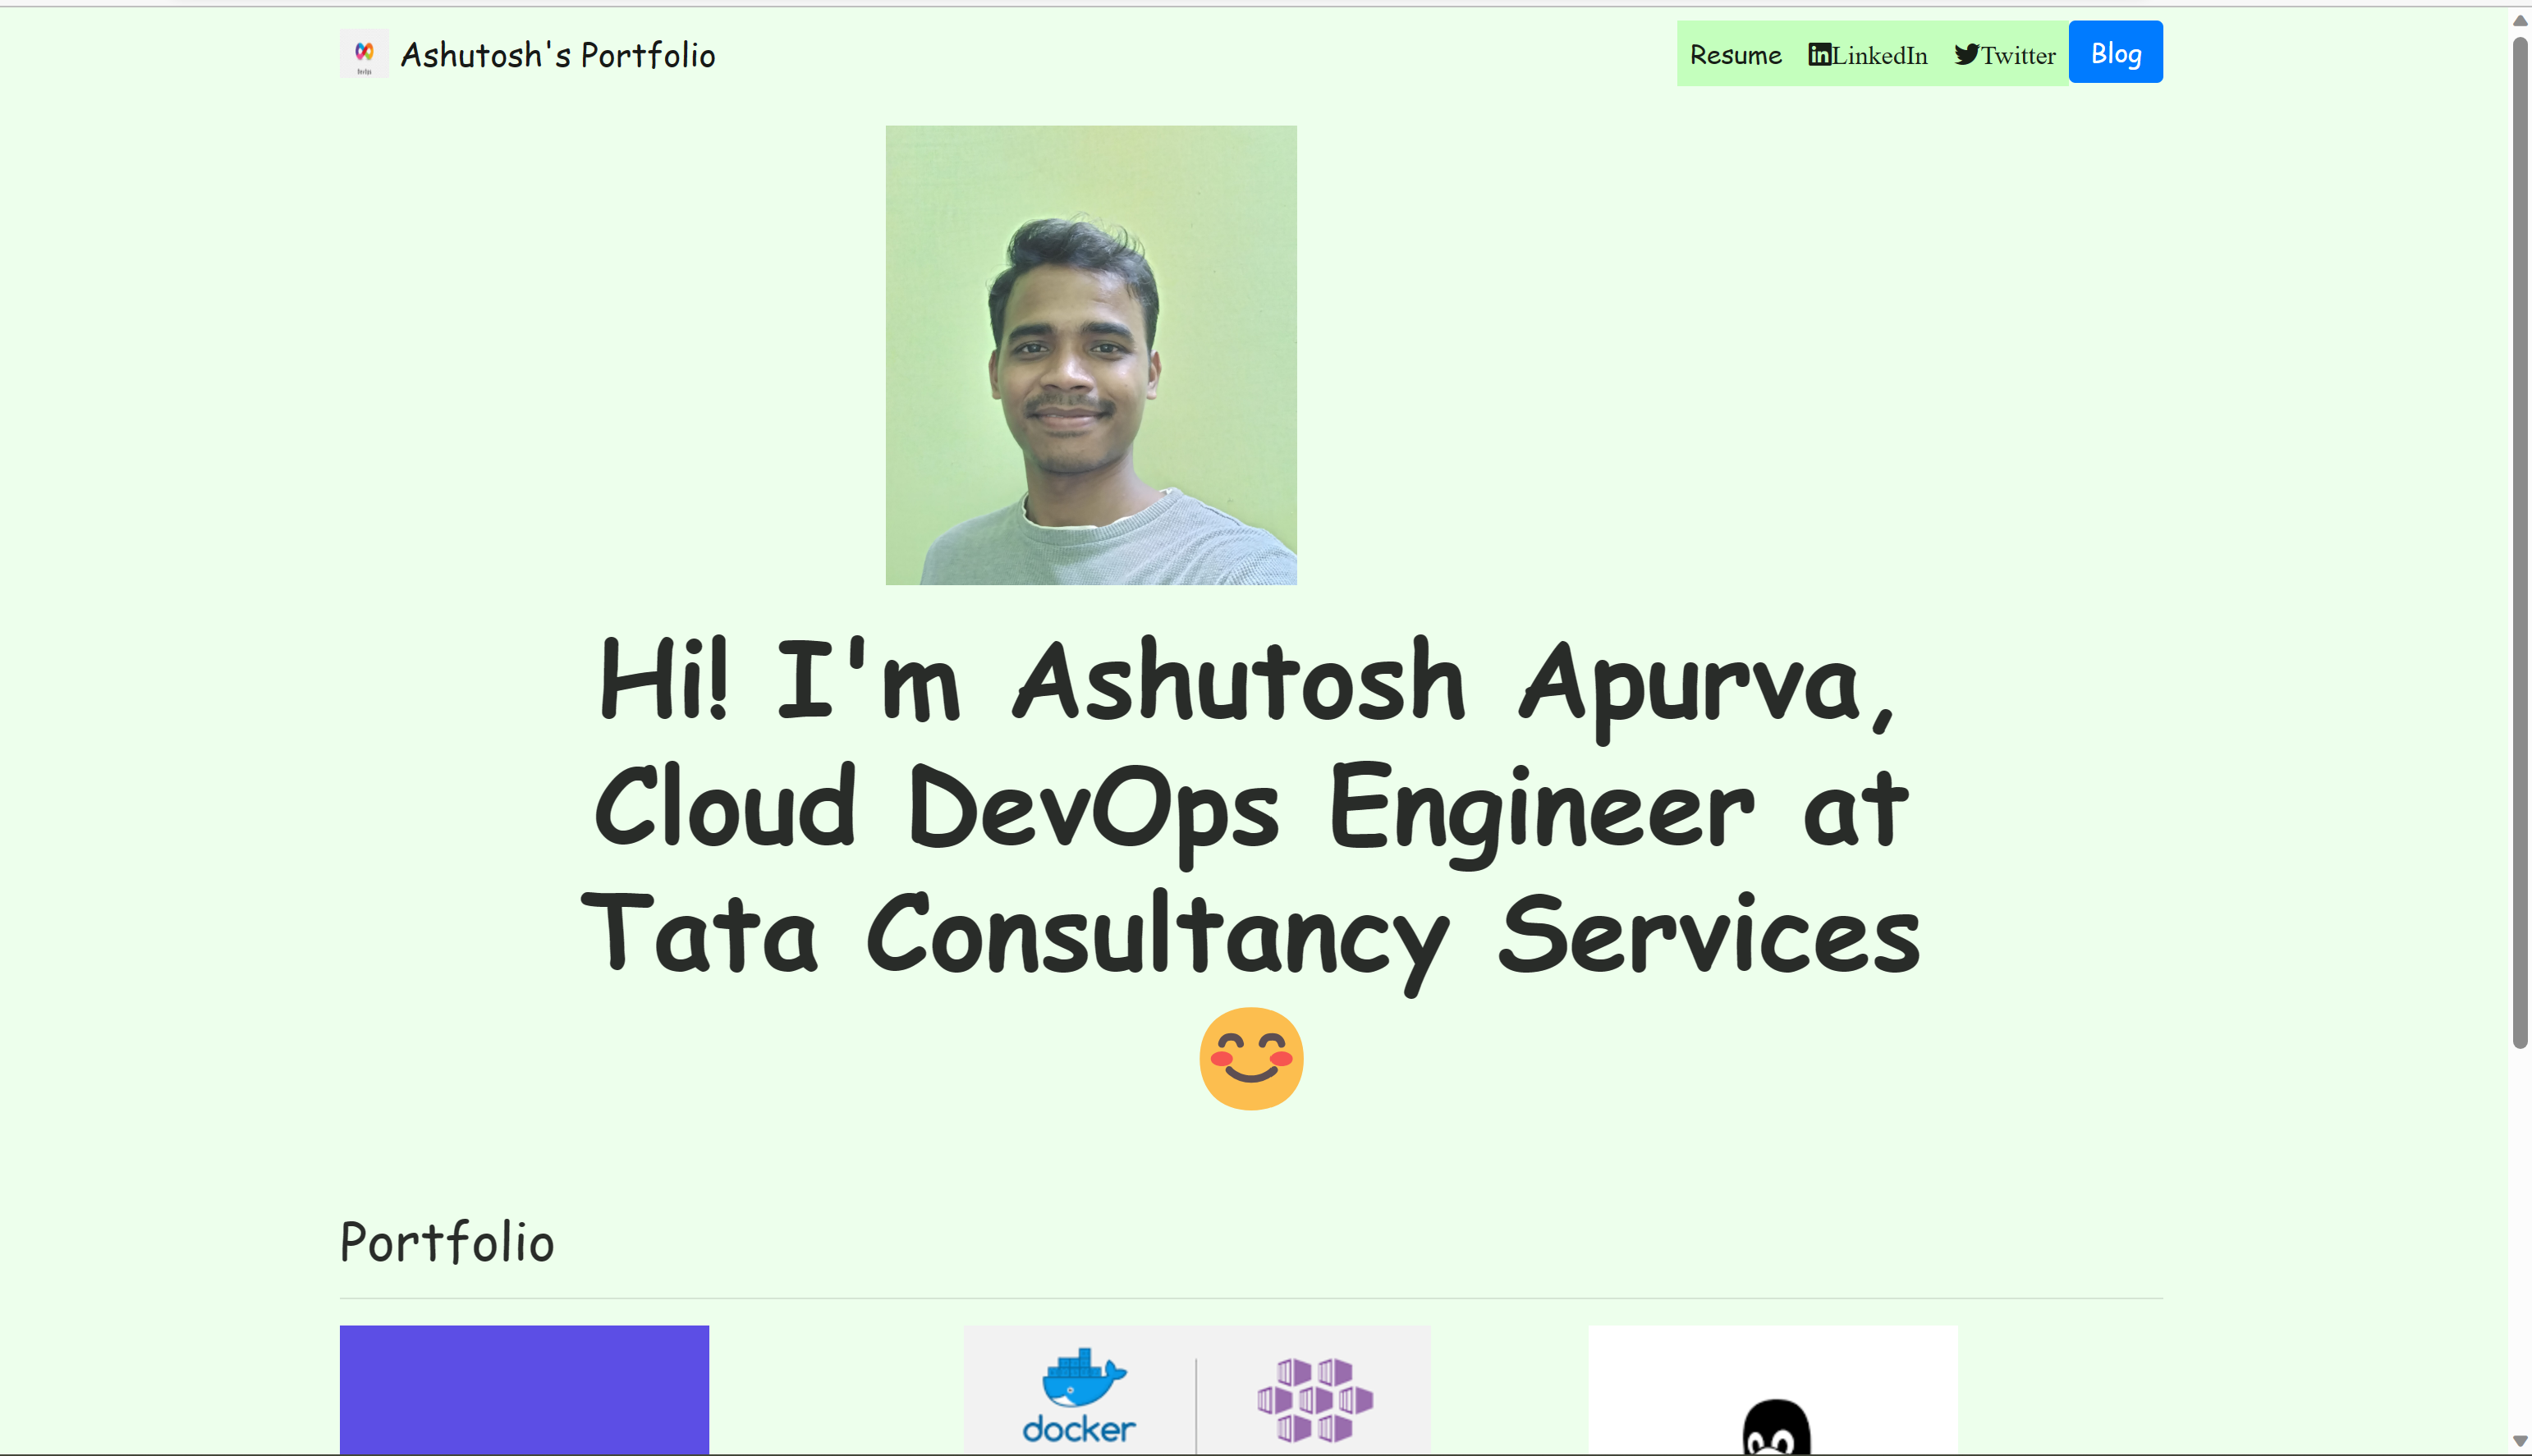 Ashutosh's Portfolio
Resume LinkedIn Twitter Blog
Hi! I'm Ashutosh Apurva,
Cloud DevOps Engineer at
Tata Consultancy Services
😊
Portfolio
docker